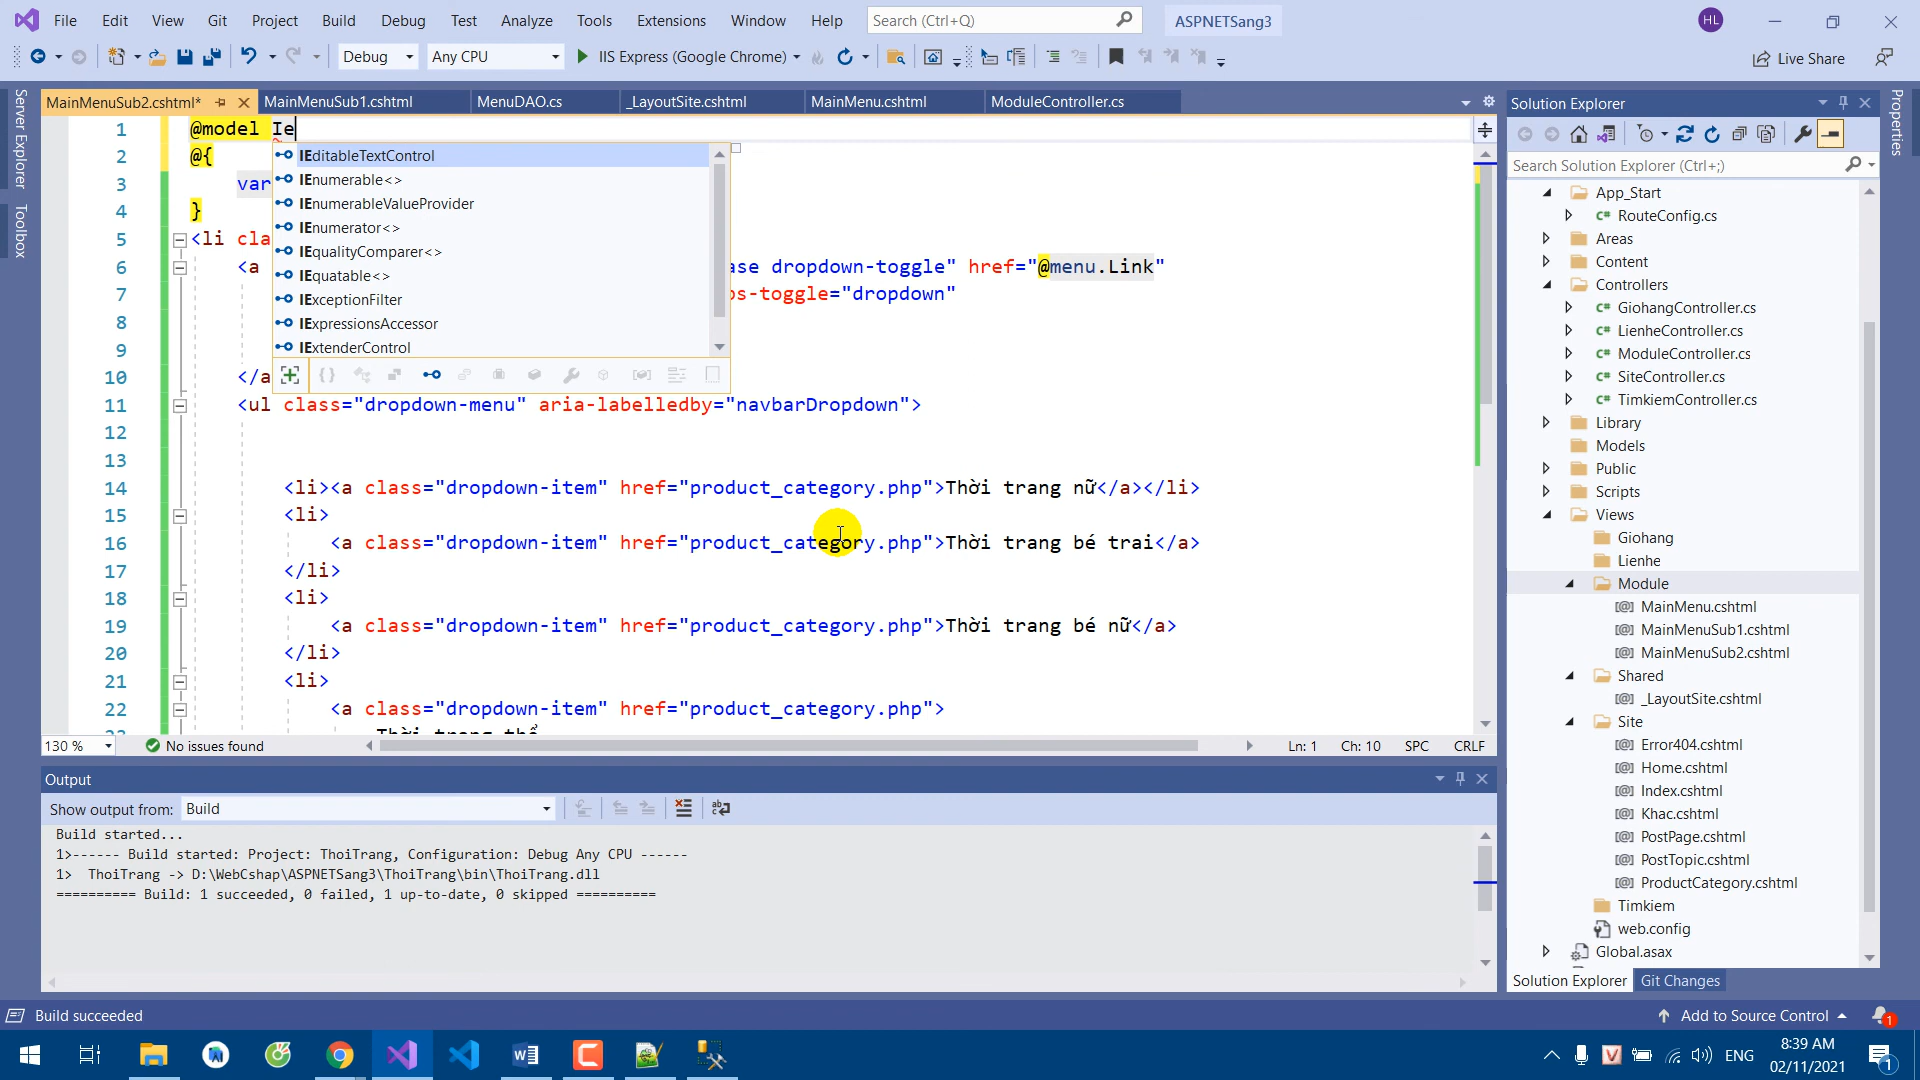 File Edit View Git Project Build Debug Test Analyze Tools Extensions Window Help Search (Ctrl+Q) ASPNETSang3 HL
Debug Any CPU IIS Express (Google Chrome) Live Share
Server Explorer
Toolbox
MainMenuSub2.cshtml* MainMenuSub1.cshtml MenuDAO.cs _LayoutSite.cshtml MainMenu.cshtml ModuleController.cs
1 @model Ie
2 @{
3 var
4 }
5 <li cla
6 <a ase dropdown-toggle" href="@menu.Link"
7 os-toggle="dropdown"
8
9
10 </a
11 <ul class="dropdown-menu" aria-labelledby="navbarDropdown">
12
13
14 <li><a class="dropdown-item" href="product_category.php">Thời trang nữ</a></li>
15 <li>
16 <a class="dropdown-item" href="product_category.php">Thời trang bé trai</a>
17 </li>
18 <li>
19 <a class="dropdown-item" href="product_category.php">Thời trang bé nữ</a>
20 </li>
21 <li>
22 <a class="dropdown-item" href="product_category.php">
Thời trang thể
IEditableTextControl
IEnumerable<>
IEnumerableValueProvider
IEnumerator<>
IEqualityComparer<>
IEquatable<>
IExceptionFilter
IExpressionsAccessor
IExtenderControl
130 % No issues found Ln: 1 Ch: 10 SPC CRLF
Output
Show output from: Build
Build started...
1>------ Build started: Project: ThoiTrang, Configuration: Debug Any CPU ------
1> ThoiTrang -> D:\WebCshap\ASPNETSang3\ThoiTrang\bin\ThoiTrang.dll
========== Build: 1 succeeded, 0 failed, 1 up-to-date, 0 skipped ==========
Solution Explorer
Search Solution Explorer (Ctrl+;)
App_Start
C# RouteConfig.cs
Areas
Content
Controllers
C# GiohangController.cs
C# LienheController.cs
C# ModuleController.cs
C# SiteController.cs
C# TimkiemController.cs
Library
Models
Public
Scripts
Views
Giohang
Lienhe
Module
[@] MainMenu.cshtml
[@] MainMenuSub1.cshtml
[@] MainMenuSub2.cshtml
Shared
[@] _LayoutSite.cshtml
Site
[@] Error404.cshtml
[@] Home.cshtml
[@] Index.cshtml
[@] Khac.cshtml
[@] PostPage.cshtml
[@] PostTopic.cshtml
[@] ProductCategory.cshtml
Timkiem
web.config
Global.asax
Solution Explorer Git Changes
Properties
Build succeeded Add to Source Control 1
ENG 8:39 AM
02/11/2021 1